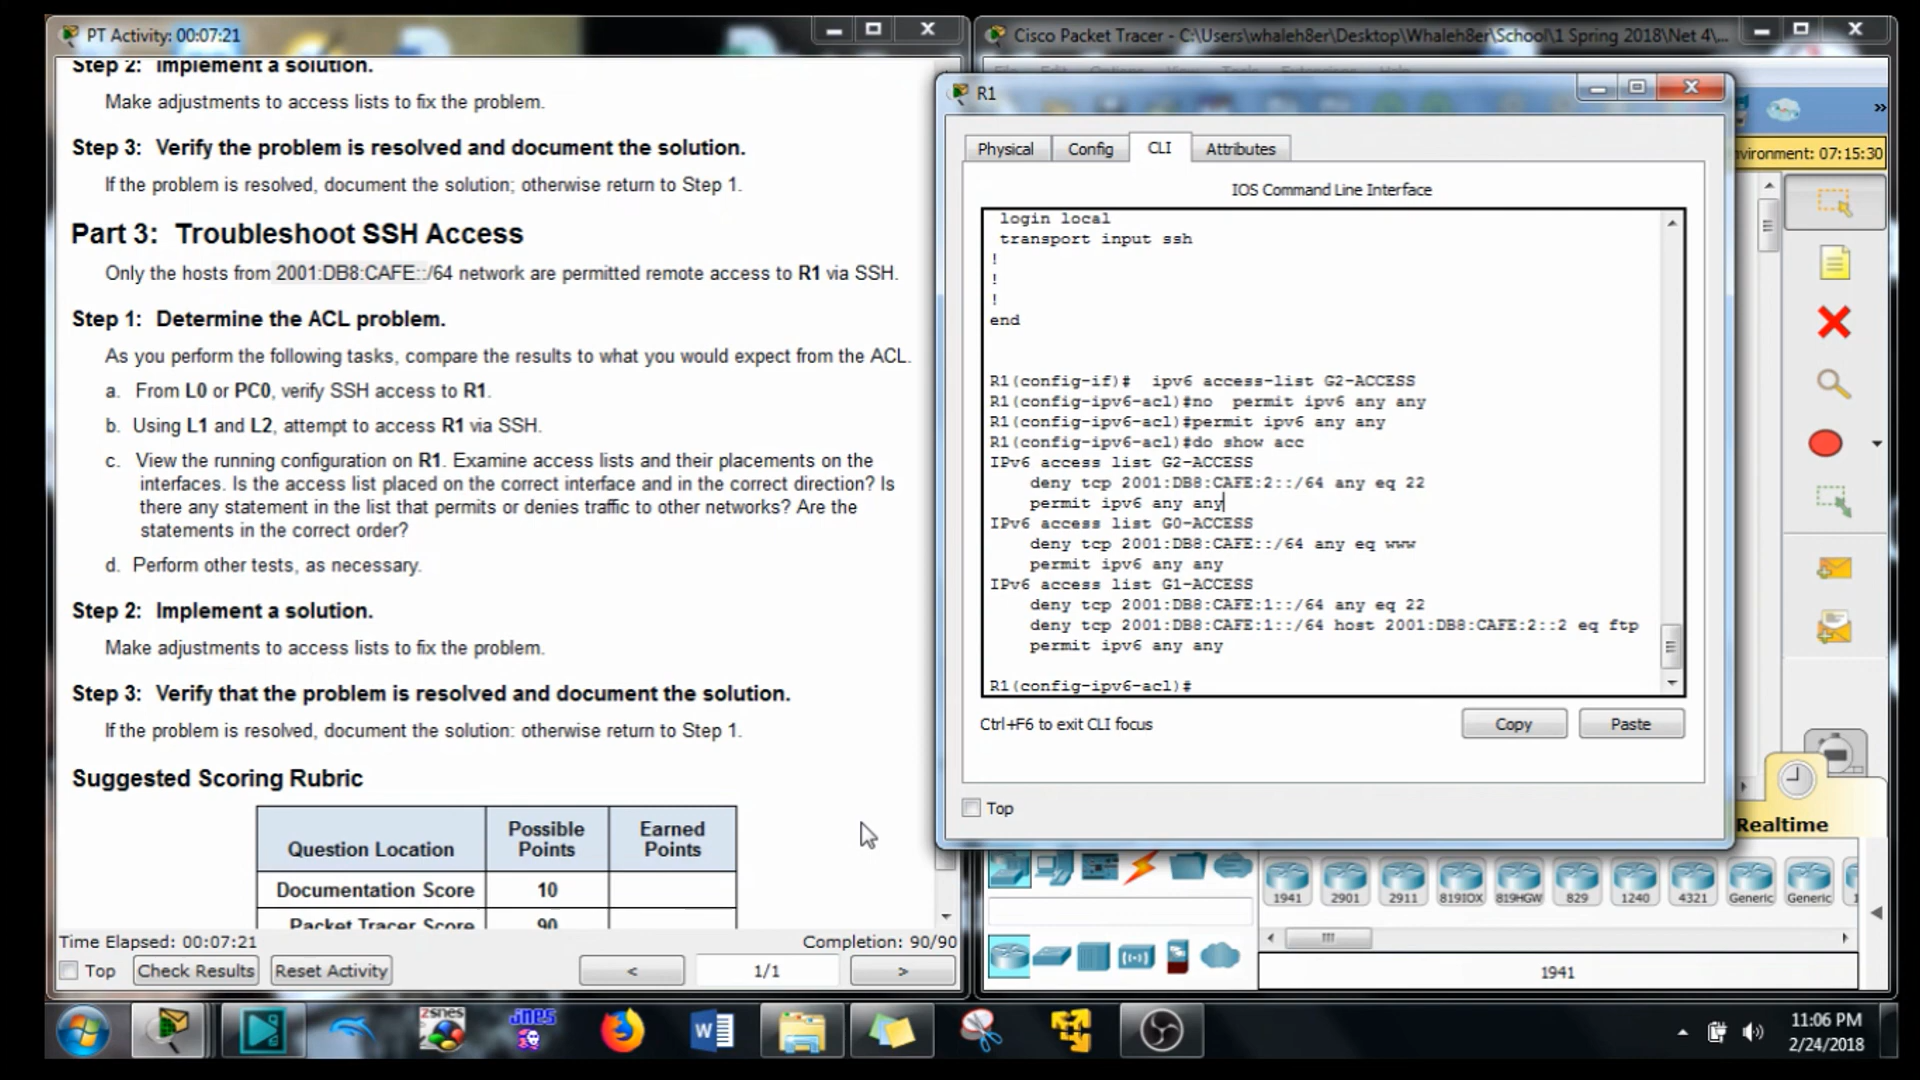 PT Activity: 00:07:21
Step 2: Implement a solution.
Make adjustments to access lists to fix the problem.
Step 3: Verify the problem is resolved and document the solution.
If the problem is resolved, document the solution; otherwise return to Step 1.
Part 3: Troubleshoot SSH Access
Only the hosts from 2001:DB8:CAFE::/64 network are permitted remote access to R1 via SSH.
Step 1: Determine the ACL problem.
As you perform the following tasks, compare the results to what you would expect from the ACL.
a. From L0 or PC0, verify SSH access to R1.
b. Using L1 and L2, attempt to access R1 via SSH.
c. View the running configuration on R1. Examine access lists and their placements on the
interfaces. Is the access list placed on the correct interface and in the correct direction? Is
there any statement in the list that permits or denies traffic to other networks? Are the
statements in the correct order?
d. Perform other tests, as necessary.
Step 2: Implement a solution.
Make adjustments to access lists to fix the problem.
Step 3: Verify that the problem is resolved and document the solution.
If the problem is resolved, document the solution: otherwise return to Step 1.
Suggested Scoring Rubric
Question Location Possible Points Earned Points
Documentation Score 10
Packet Tracer Score 90
Time Elapsed: 00:07:21 Completion: 90/90
Top Check Results Reset Activity < 1/1 >
Cisco Packet Tracer - C:\Users\whaleh8er\Desktop\Whaleh8er\School\1 Spring 2018\Net 4\...
File Edit Options View Tools Extensions Help
R1
Physical Config CLI Attributes
IOS Command Line Interface
login local
transport input ssh
!
!
!
end
R1(config-if)# ipv6 access-list G2-ACCESS
R1(config-ipv6-acl)#no permit ipv6 any any
R1(config-ipv6-acl)#permit ipv6 any any
R1(config-ipv6-acl)#do show acc
IPv6 access list G2-ACCESS
deny tcp 2001:DB8:CAFE:2::/64 any eq 22
permit ipv6 any any
IPv6 access list G0-ACCESS
deny tcp 2001:DB8:CAFE::/64 any eq www
permit ipv6 any any
IPv6 access list G1-ACCESS
deny tcp 2001:DB8:CAFE:1::/64 any eq 22
deny tcp 2001:DB8:CAFE:1::/64 host 2001:DB8:CAFE:2::2 eq ftp
permit ipv6 any any
R1(config-ipv6-acl)#
Ctrl+F6 to exit CLI focus Copy Paste
Top
»
nvironment: 07:15:30
Realtime
1941 2901 2911 819IOX 819HGW 829 1240 4321 Generic Generic
1941
zsnes
jnes
11:06 PM
2/24/2018